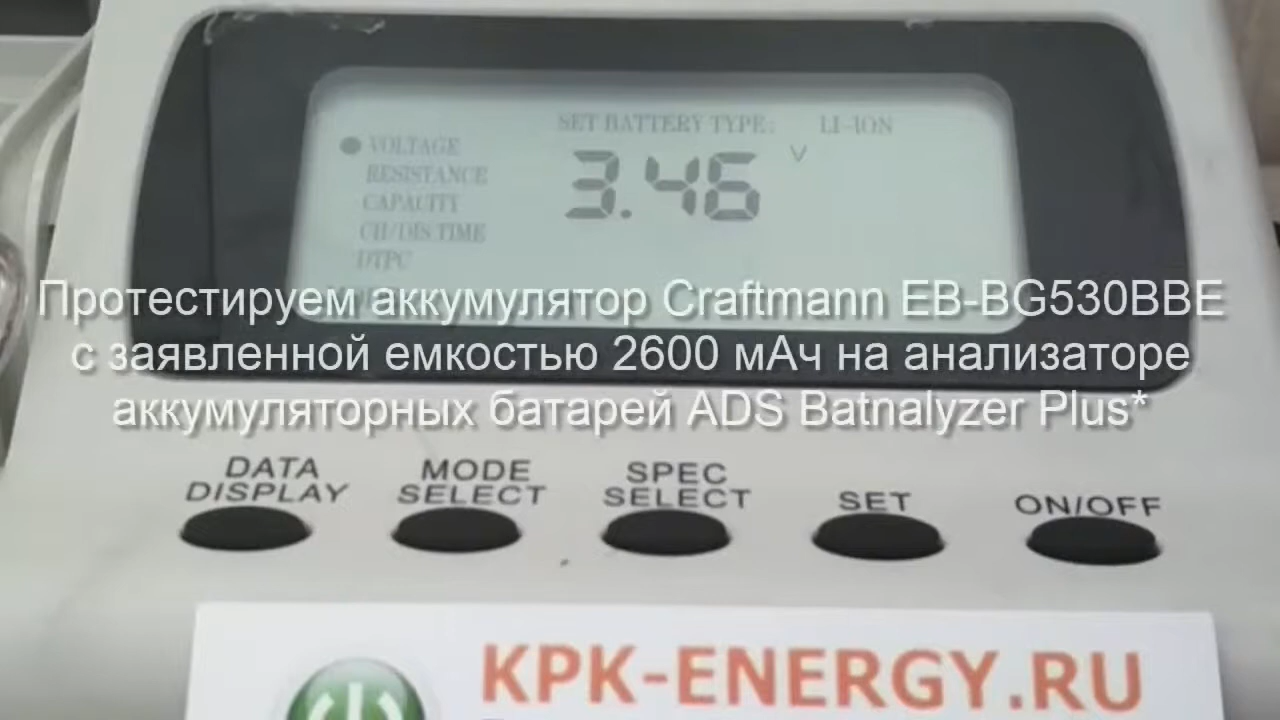 SET BATTERY TYPE: LI-ION
VOLTAGE
3.46 V
RESISTANCE
CAPACITY
CH/DIS TIME
DTPC
Протестируем аккумулятор Craftmann EB-BG530BBE
с заявленной емкостью 2600 мАч на анализаторе
аккумуляторных батарей ADS Batnalyzer Plus*
DATA DISPLAY
MODE SELECT
SPEC SELECT
SET
ON/OFF
KPK-ENERGY.RU